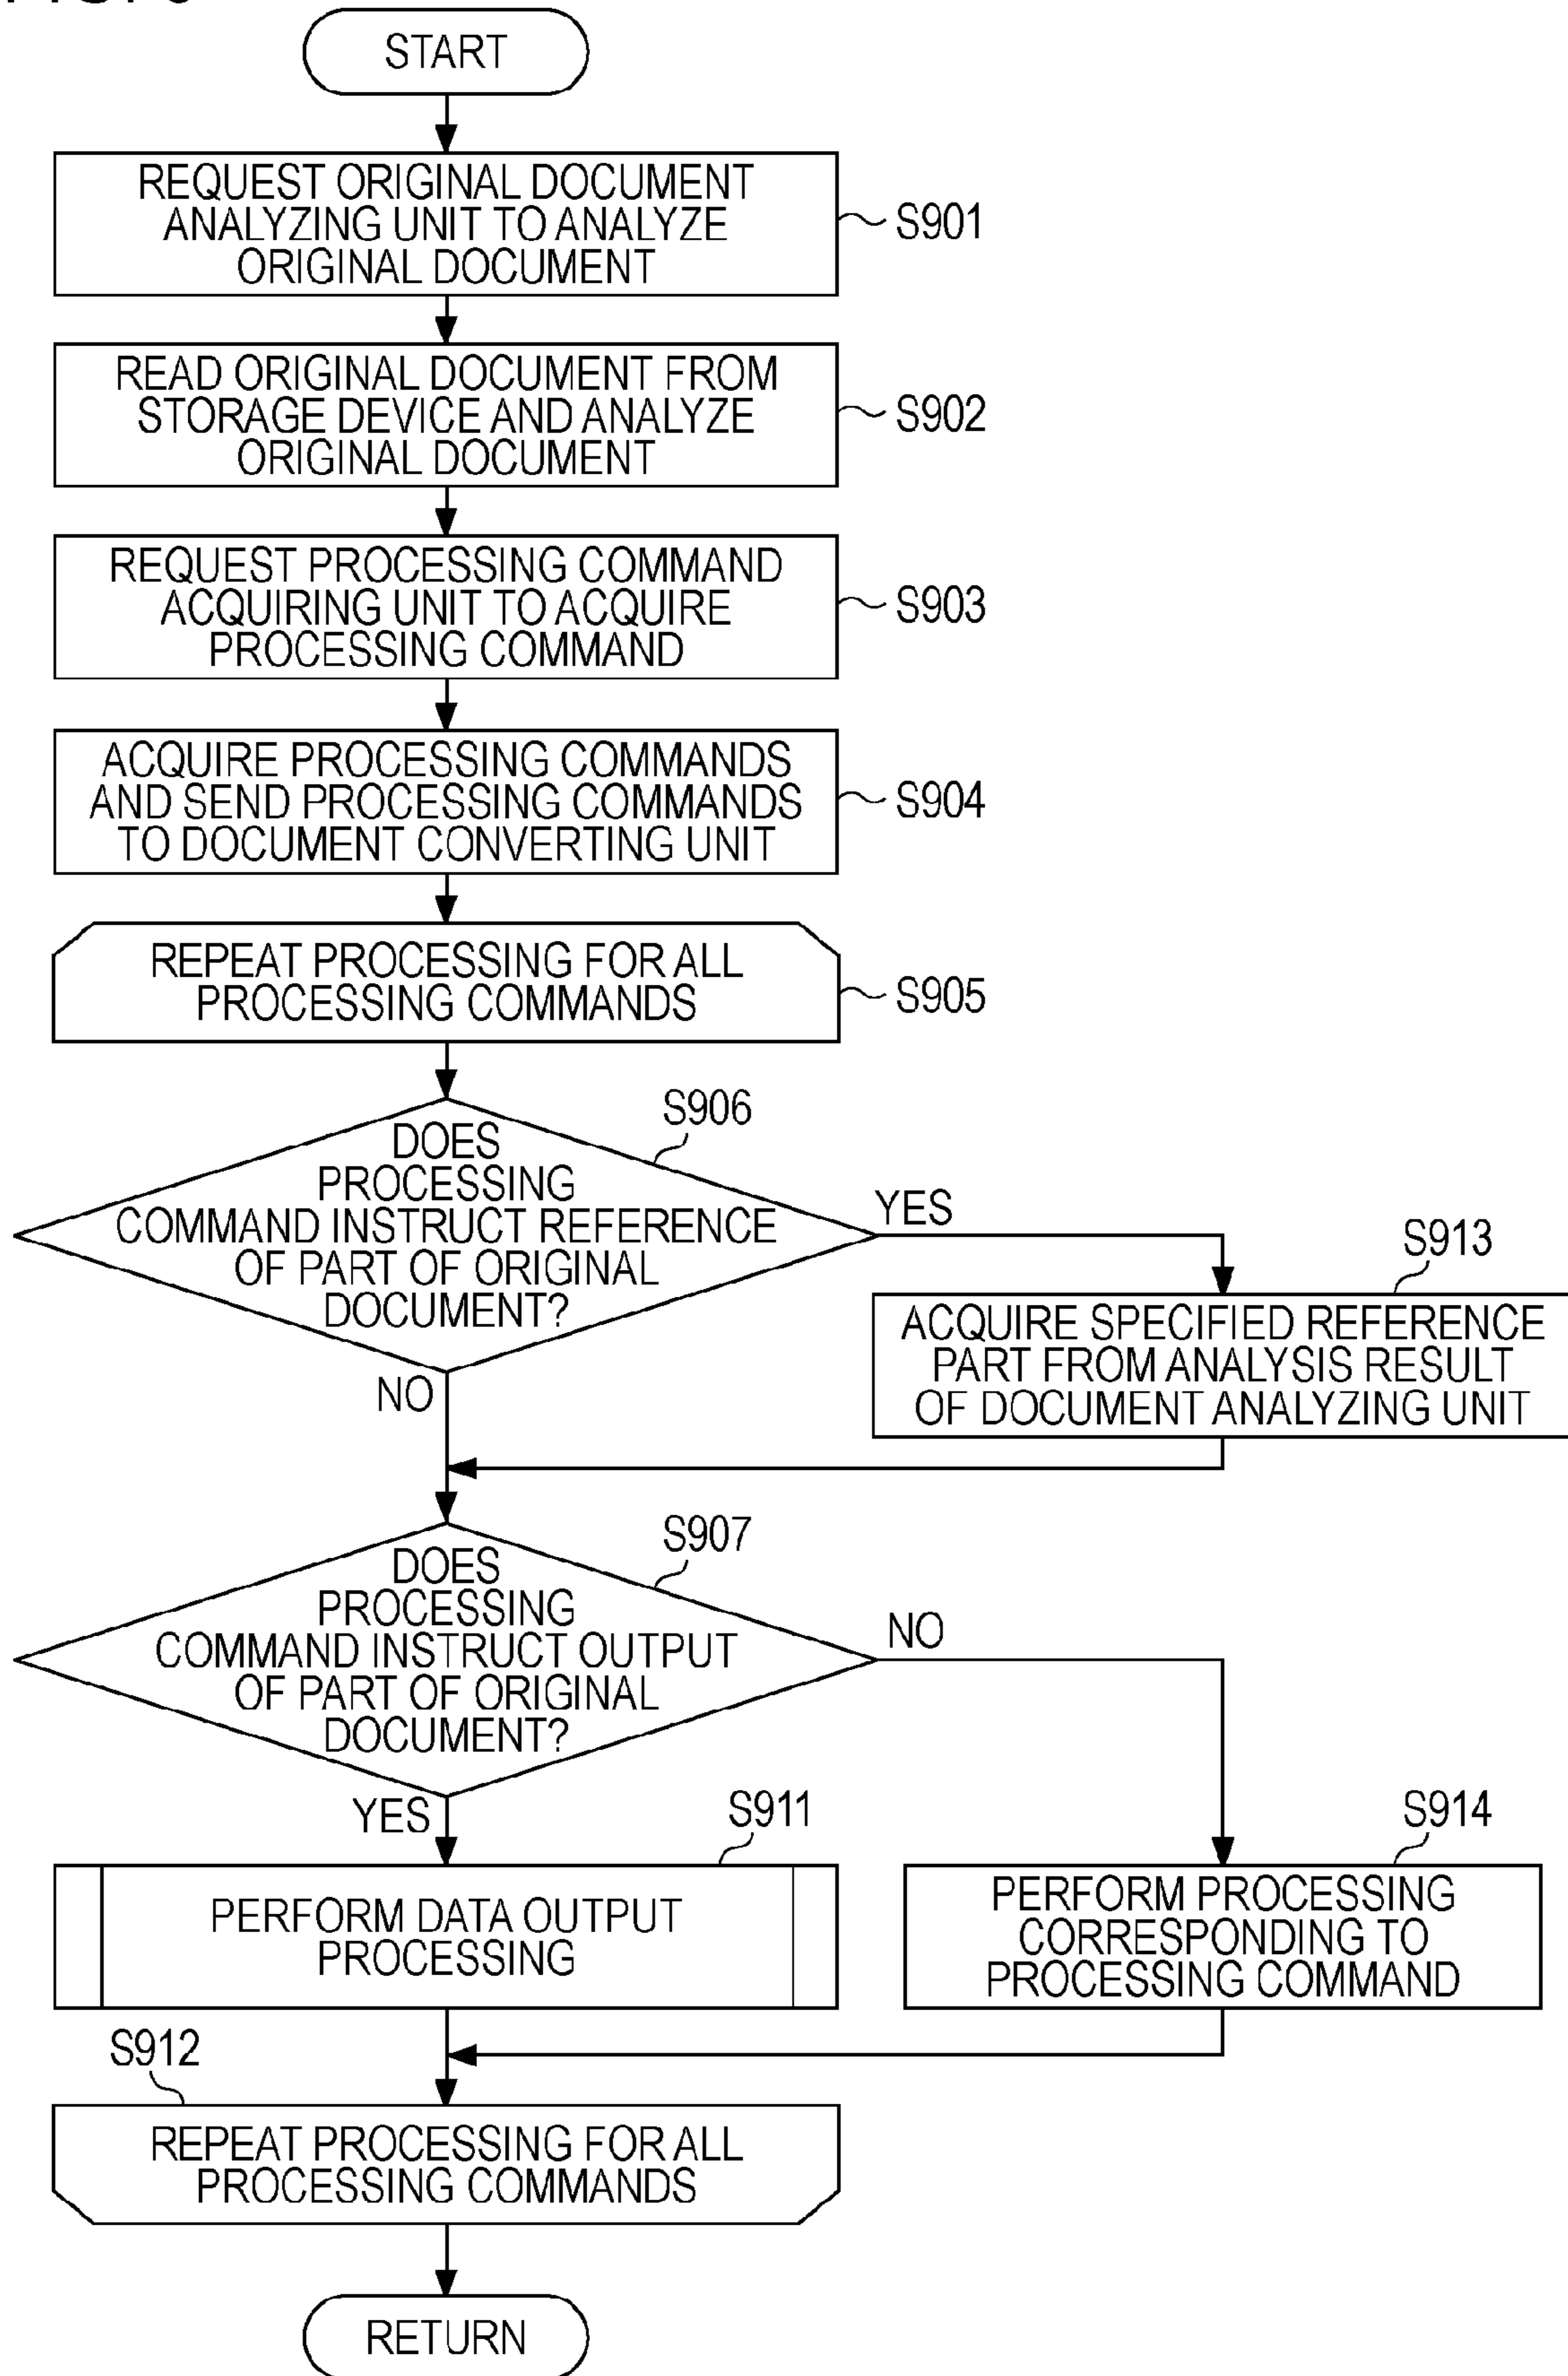 START
REQUEST ORIGINAL DOCUMENT
ANALYZING UNIT TO ANALYZE
ORIGINAL DOCUMENT
S901
READ ORIGINAL DOCUMENT FROM
STORAGE DEVICE AND ANALYZE
ORIGINAL DOCUMENT
S902
REQUEST PROCESSING COMMAND
ACQUIRING UNIT TO ACQUIRE
PROCESSING COMMAND
S903
ACQUIRE PROCESSING COMMANDS
AND SEND PROCESSING COMMANDS
TO DOCUMENT CONVERTING UNIT
S904
REPEAT PROCESSING FOR ALL
PROCESSING COMMANDS
S905
S906
DOES
PROCESSING
COMMAND INSTRUCT REFERENCE
OF PART OF ORIGINAL
DOCUMENT?
YES
NO
S913
ACQUIRE SPECIFIED REFERENCE
PART FROM ANALYSIS RESULT
OF DOCUMENT ANALYZING UNIT
S907
DOES
PROCESSING
COMMAND INSTRUCT OUTPUT
OF PART OF ORIGINAL
DOCUMENT?
NO
YES
S911
PERFORM DATA OUTPUT
PROCESSING
S914
PERFORM PROCESSING
CORRESPONDING TO
PROCESSING COMMAND
S912
REPEAT PROCESSING FOR ALL
PROCESSING COMMANDS
RETURN